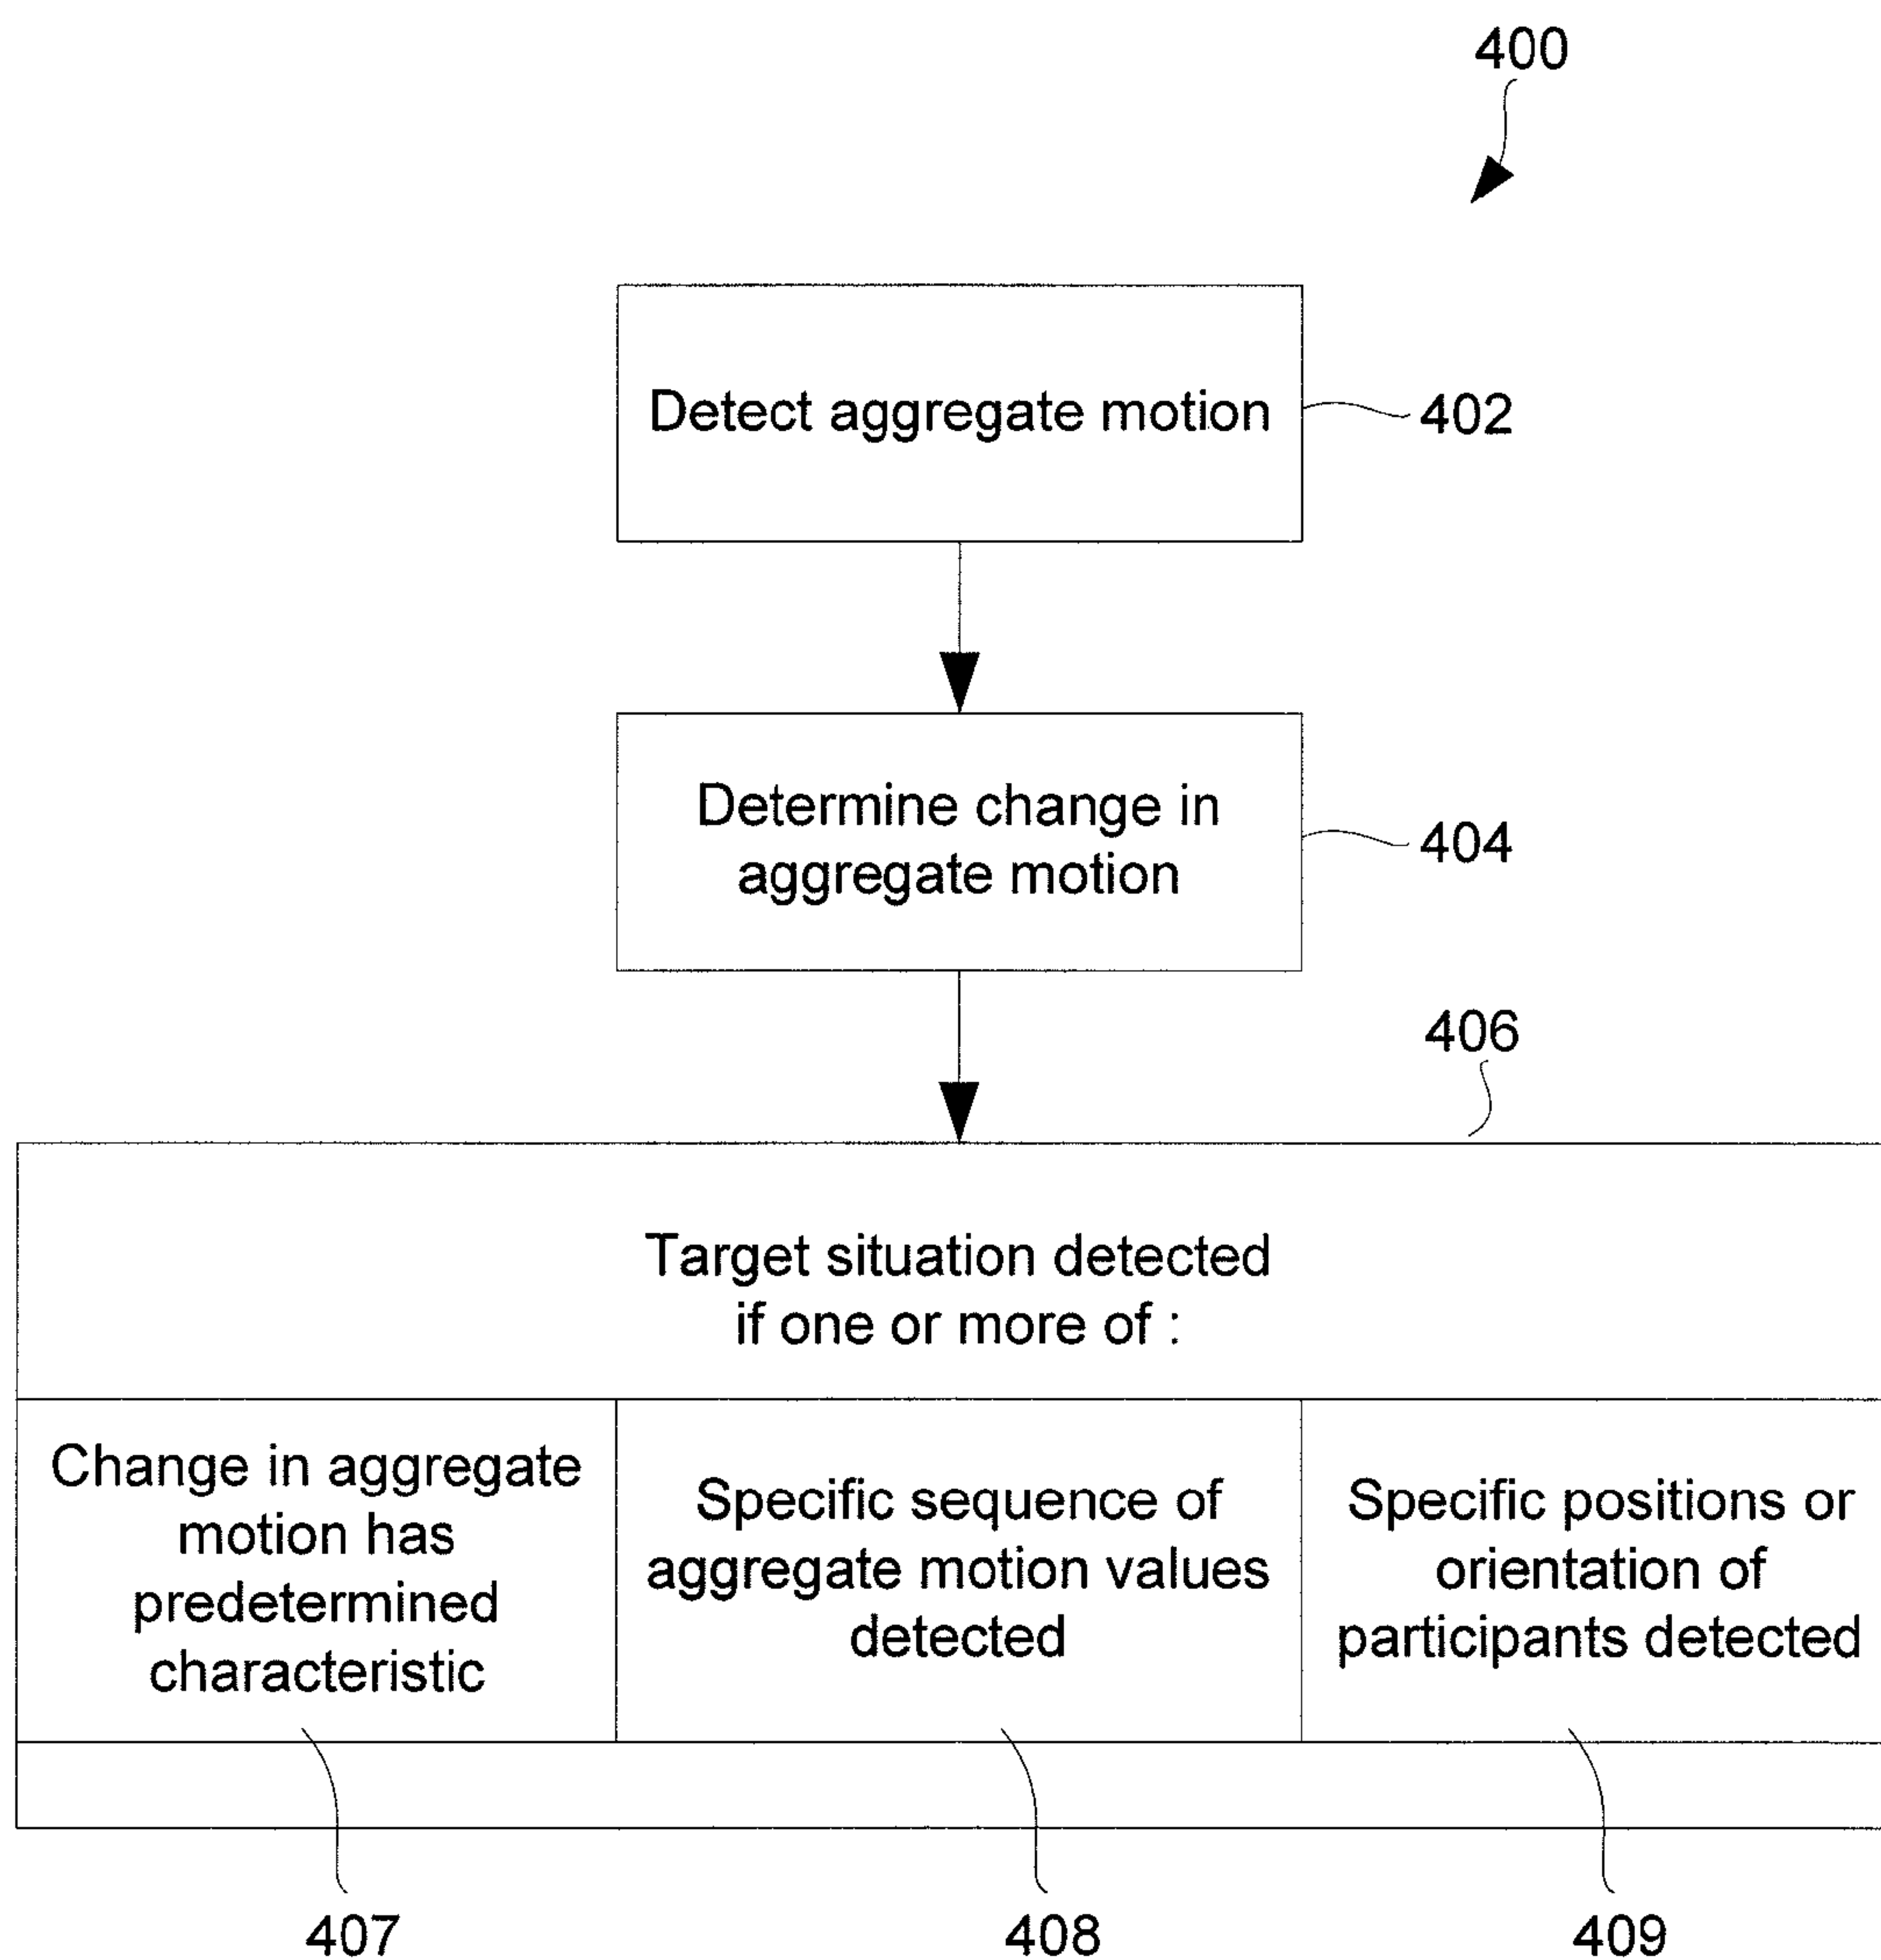 400
Detect aggregate motion
402
Determine change in
aggregate motion
404
406
Target situation detected
if one or more of :
Change in aggregate
motion has
predetermined
characteristic
Specific sequence of
aggregate motion values
detected
Specific positions or
orientation of
participants detected
407
408
409